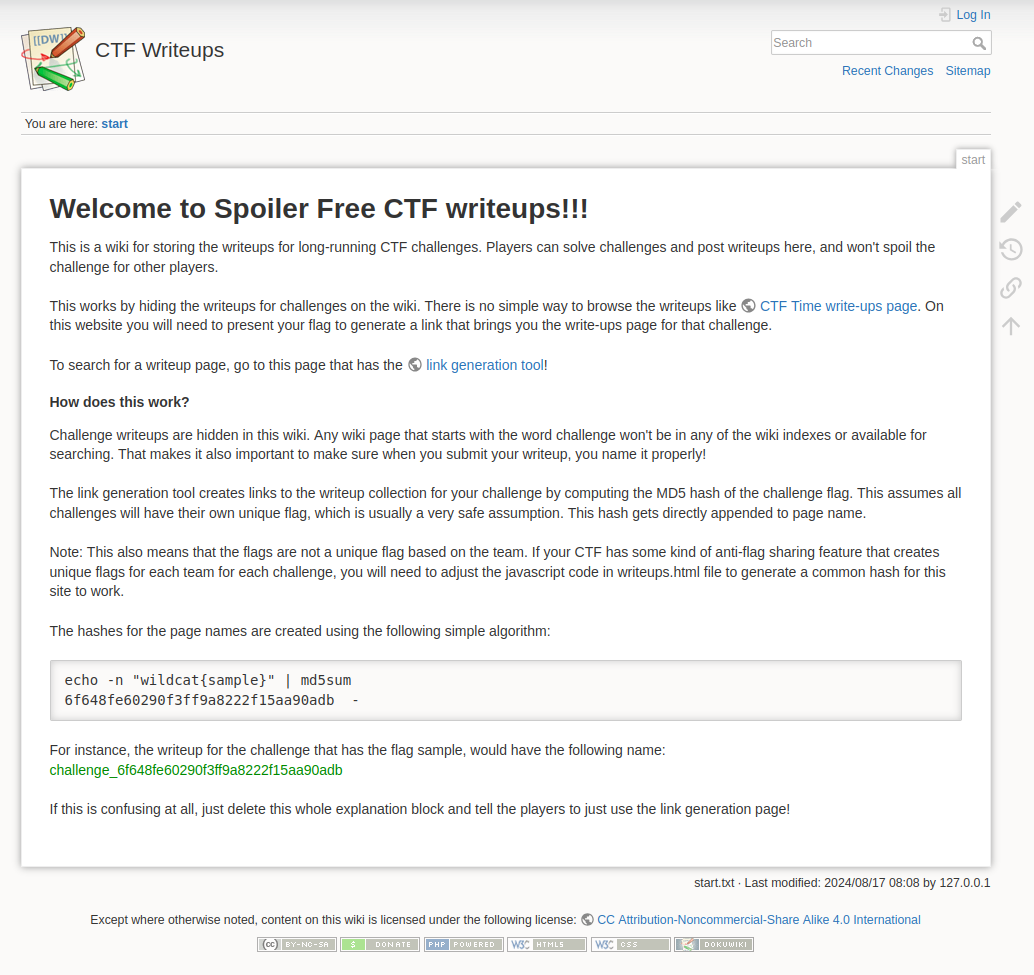 Log In
[[DW]]
CTF Writeups
Search
Recent Changes Sitemap
You are here: start
start
Welcome to Spoiler Free CTF writeups!!!
This is a wiki for storing the writeups for long-running CTF challenges. Players can solve challenges and post writeups here, and won't spoil the
challenge for other players.
This works by hiding the writeups for challenges on the wiki. There is no simple way to browse the writeups like CTF Time write-ups page. On
this website you will need to present your flag to generate a link that brings you the write-ups page for that challenge.
To search for a writeup page, go to this page that has the link generation tool!
How does this work?
Challenge writeups are hidden in this wiki. Any wiki page that starts with the word challenge won't be in any of the wiki indexes or available for
searching. That makes it also important to make sure when you submit your writeup, you name it properly!
The link generation tool creates links to the writeup collection for your challenge by computing the MD5 hash of the challenge flag. This assumes all
challenges will have their own unique flag, which is usually a very safe assumption. This hash gets directly appended to page name.
Note: This also means that the flags are not a unique flag based on the team. If your CTF has some kind of anti-flag sharing feature that creates
unique flags for each team for each challenge, you will need to adjust the javascript code in writeups.html file to generate a common hash for this
site to work.
The hashes for the page names are created using the following simple algorithm:
echo -n "wildcat{sample}" | md5sum
6f648fe60290f3ff9a8222f15aa90adb  -
For instance, the writeup for the challenge that has the flag sample, would have the following name:
challenge_6f648fe60290f3ff9a8222f15aa90adb
If this is confusing at all, just delete this whole explanation block and tell the players to just use the link generation page!
start.txt · Last modified: 2024/08/17 08:08 by 127.0.0.1
Except where otherwise noted, content on this wiki is licensed under the following license: CC Attribution-Noncommercial-Share Alike 4.0 International
(cc) BY-NC-SA $ DONATE PHP POWERED W3C HTML5 W3C CSS DOKUWIKI